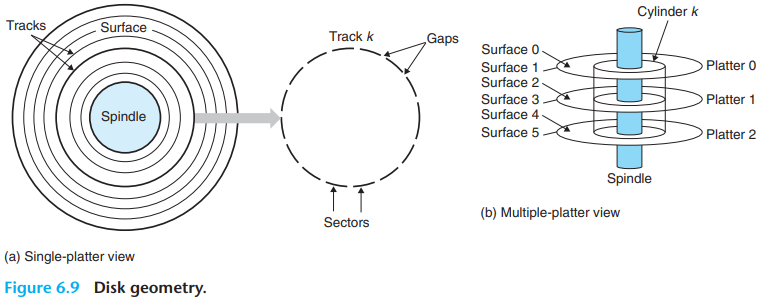 Tracks
Surface
Spindle
Track k
Gaps
Sectors
(a) Single-platter view
Cylinder k
Surface 0
Surface 1
Surface 2
Surface 3
Surface 4
Surface 5
Platter 0
Platter 1
Platter 2
Spindle
(b) Multiple-platter view
Figure 6.9 Disk geometry.